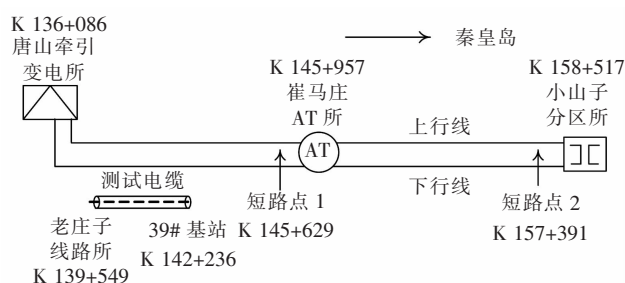 K 136+086
唐山牵引
变电所
秦皇岛
K 145+957
崔马庄
AT 所
K 158+517
小山子
分区所
上行线
AT
下行线
测试电缆
短路点 1
K 145+629
短路点 2
K 157+391
老庄子
线路所
K 139+549
39# 基站
K 142+236